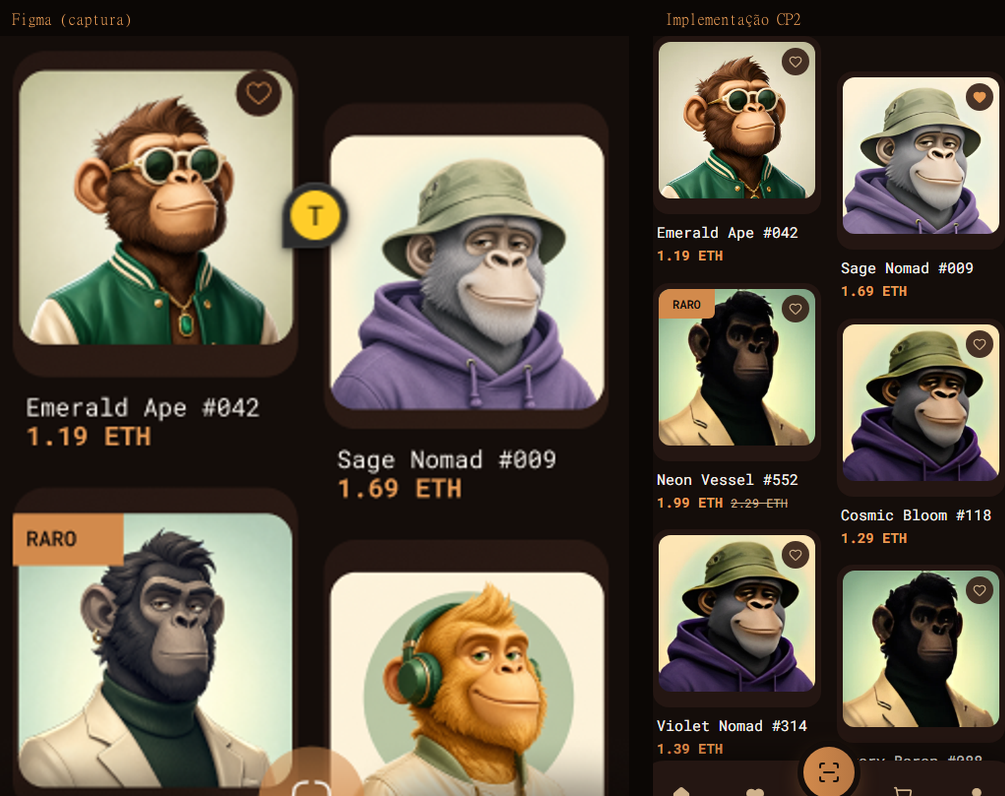 Figma (captura)
Implementação CP2
Emerald Ape #042
1.19 ETH
T
Sage Nomad #009
1.69 ETH
RARO
Emerald Ape #042
1.19 ETH
Sage Nomad #009
1.69 ETH
RARO
Neon Vessel #552
1.99 ETH 2.29 ETH
Cosmic Bloom #118
1.29 ETH
Violet Nomad #314
1.39 ETH